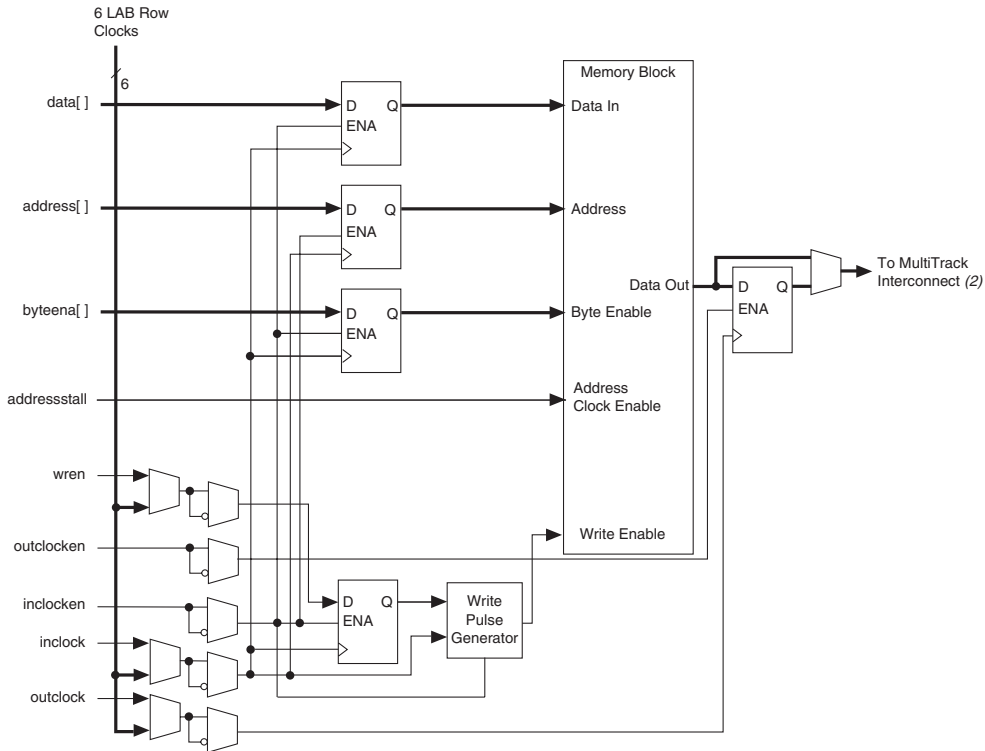 6 LAB Row
Clocks
6
Memory Block
data[ ]
D Q
ENA
Data In
address[ ]
D Q
ENA
Address
To MultiTrack
Interconnect (2)
Data Out
D Q
ENA
byteena[ ]
D Q
ENA
Byte Enable
addressstall
Address
Clock Enable
wren
Write Enable
outclocken
inclocken
D Q
ENA
Write
Pulse
Generator
inclock
outclock